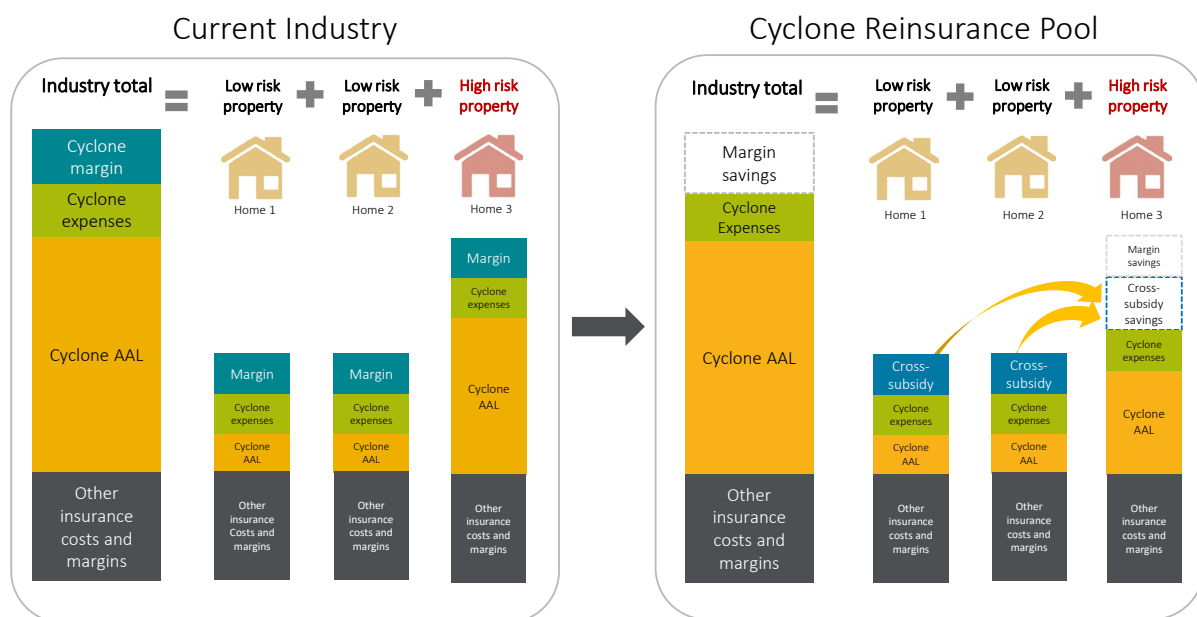 Current Industry
Industry total
=
Low risk
property
+
Low risk
property
+
High risk
property
Cyclone
margin
Cyclone
expenses
Cyclone AAL
Other
insurance
costs and
margins
Home 1
Margin
Cyclone
expenses
Cyclone
AAL
Other
insurance
Costs and
margins
Home 2
Margin
Cyclone
expenses
Cyclone
AAL
Other
insurance
costs and
margins
Home 3
Margin
Cyclone
expenses
Cyclone
AAL
Other
insurance
costs and
margins
Cyclone Reinsurance Pool
Industry total
=
Low risk
property
+
Low risk
property
+
High risk
property
Margin
savings
Cyclone
Expenses
Cyclone AAL
Other
insurance
costs and
margins
Home 1
Cross-
subsidy
Cyclone
expenses
Cyclone
AAL
Other
insurance
costs and
margins
Home 2
Cross-
subsidy
Cyclone
expenses
Cyclone
AAL
Other
insurance
costs and
margins
Home 3
Margin
savings
Cross-
subsidy
savings
Cyclone
expenses
Cyclone
AAL
Other
insurance
costs and
margins